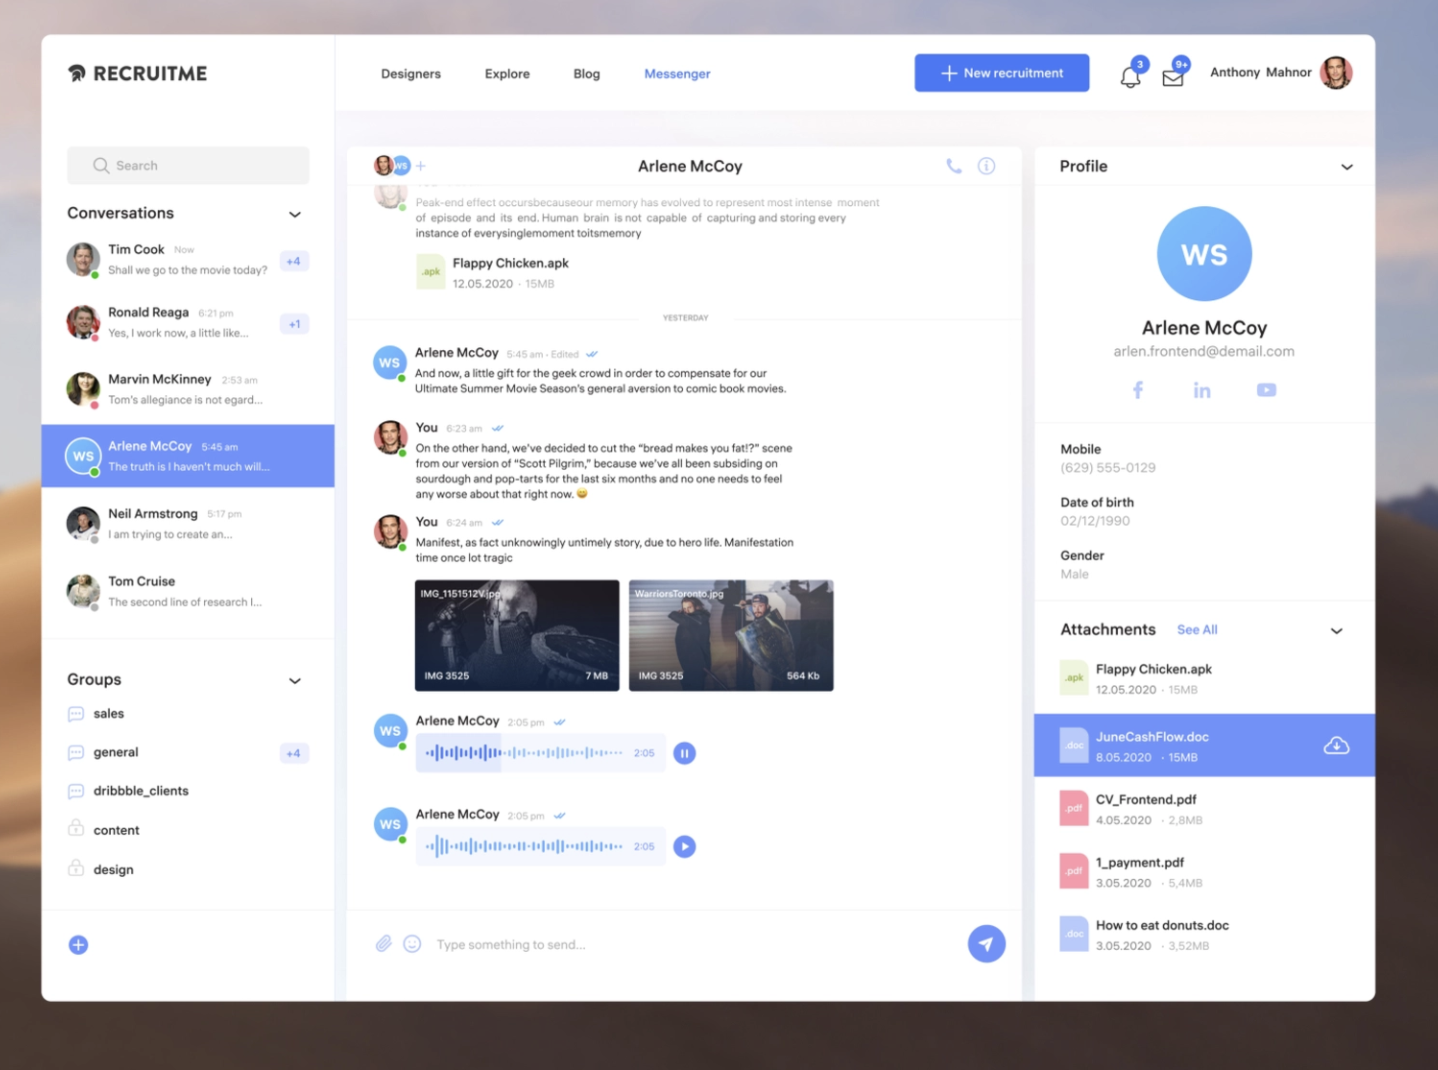 RECRUITME
Designers
Explore
Blog
Messenger
New recruitment
3
9+
Anthony Mahnor
Search
Conversations
Tim Cook Now
Shall we go to the movie today?
+4
Ronald Reaga 6:21 pm
Yes, I work now, a little like...
+1
Marvin McKinney 2:53 am
Tom's allegiance is not egard...
WS
Arlene McCoy 5:45 am
The truth is I haven't much will...
Neil Armstrong 5:17 pm
I am trying to create an...
Tom Cruise
The second line of research I...
Groups
sales
general
+4
dribbble_clients
content
design
WS
Arlene McCoy
Peak-end effect occursbecauseour memory has evolved to represent most intense moment
of episode and its end. Human brain is not capable of capturing and storing every
instance of everysinglemoment toitsmemory
.apk
Flappy Chicken.apk
12.05.2020 · 15MB
YESTERDAY
WS
Arlene McCoy 5:45 am · Edited
And now, a little gift for the geek crowd in order to compensate for our
Ultimate Summer Movie Season's general aversion to comic book movies.
You 6:23 am
On the other hand, we've decided to cut the "bread makes you fat!?" scene
from our version of "Scott Pilgrim," because we've all been subsiding on
sourdough and pop-tarts for the last six months and no one needs to feel
any worse about that right now. 😄
You 6:24 am
Manifest, as fact unknowingly untimely story, due to hero life. Manifestation
time once lot tragic
IMG_1151512V.jpg
IMG 3525
7 MB
WarriorsToronto.jpg
IMG 3525
564 Kb
WS
Arlene McCoy 2:05 pm
2:05
WS
Arlene McCoy 2:05 pm
2:05
Type something to send...
Profile
WS
Arlene McCoy
arlen.frontend@demail.com
Mobile
(629) 555-0129
Date of birth
02/12/1990
Gender
Male
Attachments See All
.apk
Flappy Chicken.apk
12.05.2020 · 15MB
.doc
JuneCashFlow.doc
8.05.2020 · 15MB
.pdf
CV_Frontend.pdf
4.05.2020 · 2,8MB
.pdf
1_payment.pdf
3.05.2020 · 5,4MB
.doc
How to eat donuts.doc
3.05.2020 · 3,52MB